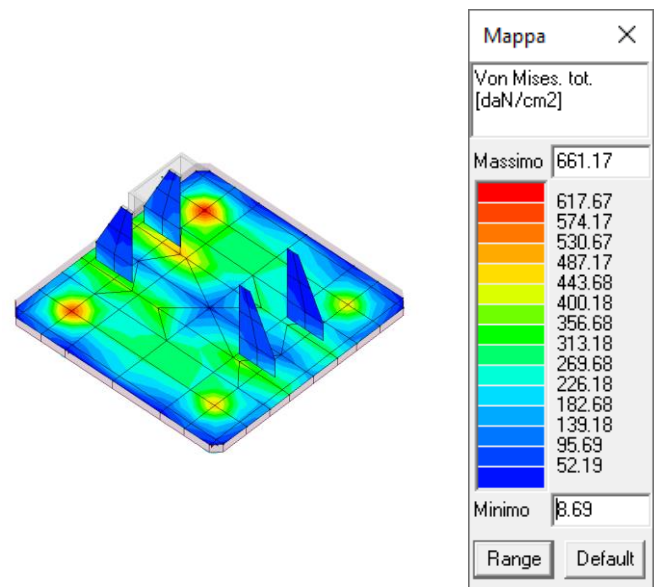 Mappa
Von Mises. tot.
[daN/cm2]
Massimo 661.17
617.67
574.17
530.67
487.17
443.68
400.18
356.68
313.18
269.68
226.18
182.68
139.18
95.69
52.19
Minimo 8.69
Range Default